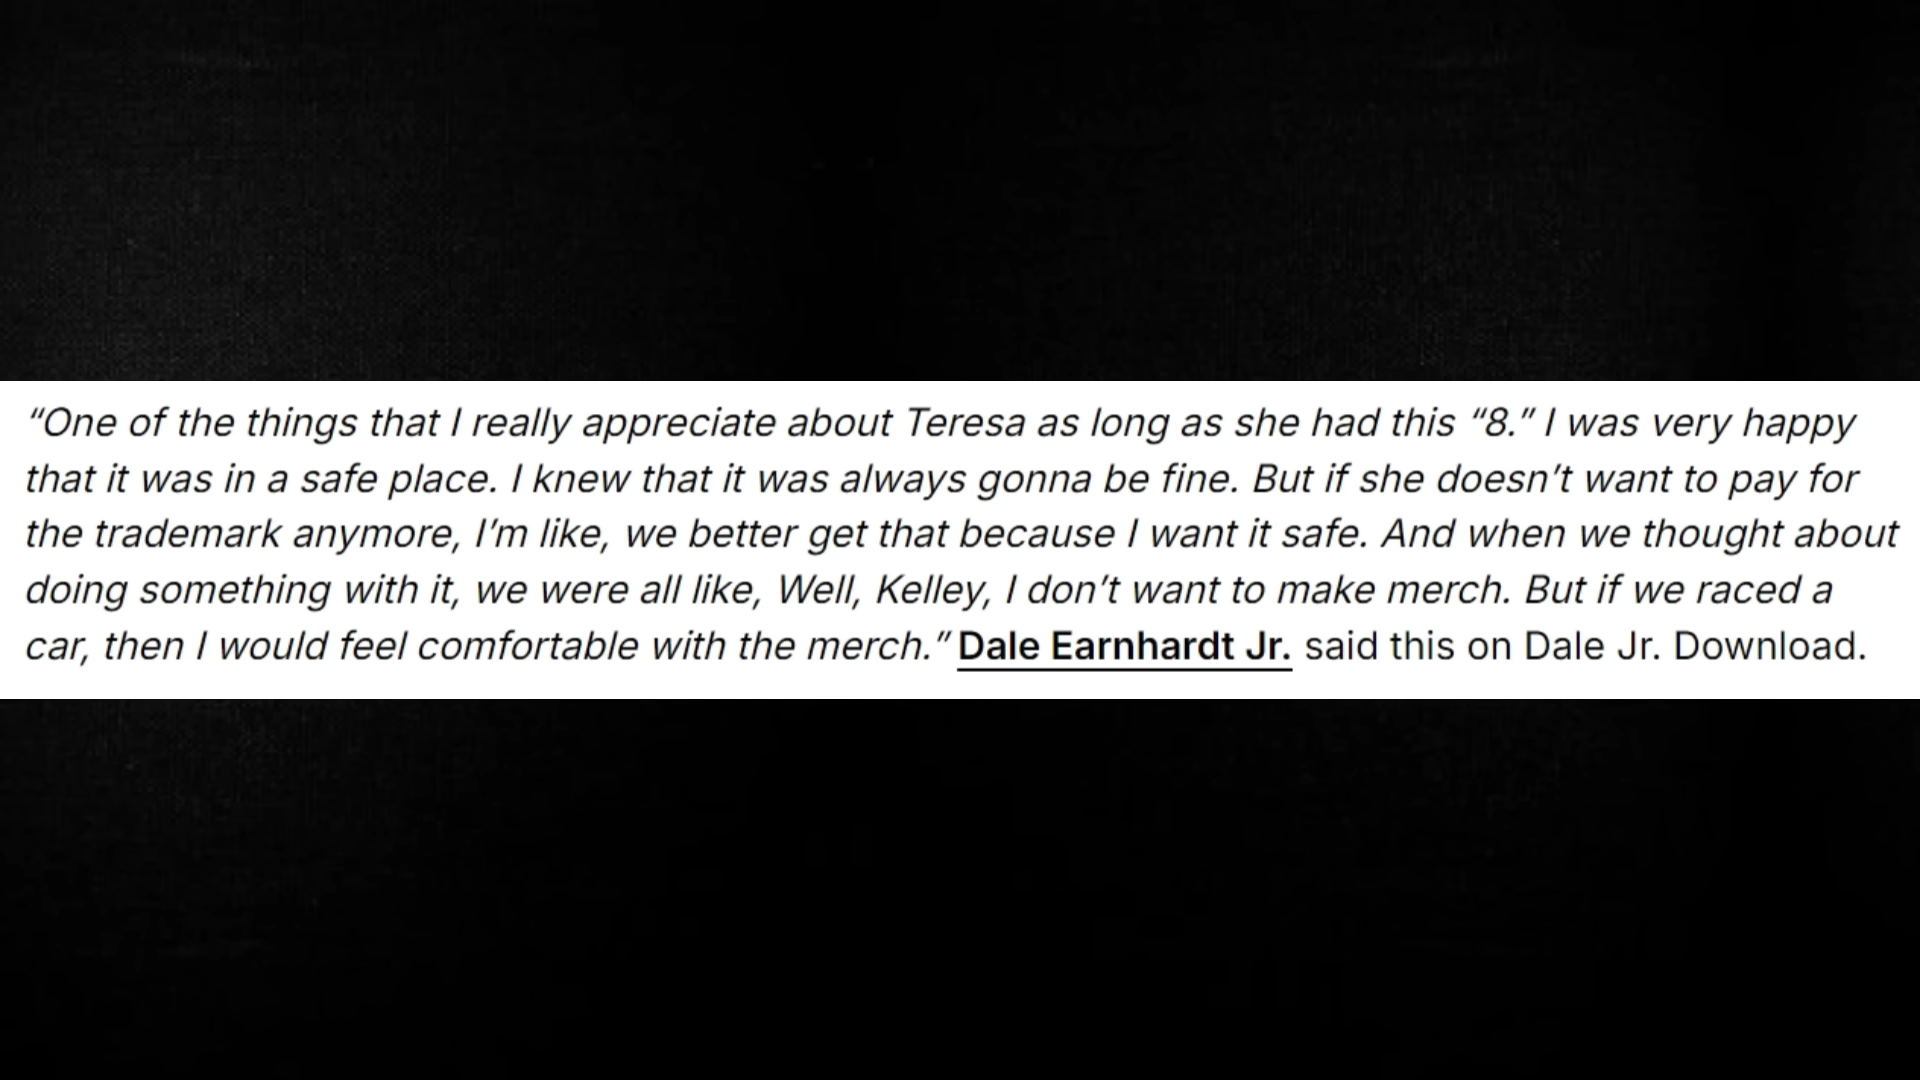 “One of the things that I really appreciate about Teresa as long as she had this “8.” I was very happy
that it was in a safe place. I knew that it was always gonna be fine. But if she doesn’t want to pay for
the trademark anymore, I’m like, we better get that because I want it safe. And when we thought about
doing something with it, we were all like, Well, Kelley, I don’t want to make merch. But if we raced a
car, then I would feel comfortable with the merch.” Dale Earnhardt Jr. said this on Dale Jr. Download.